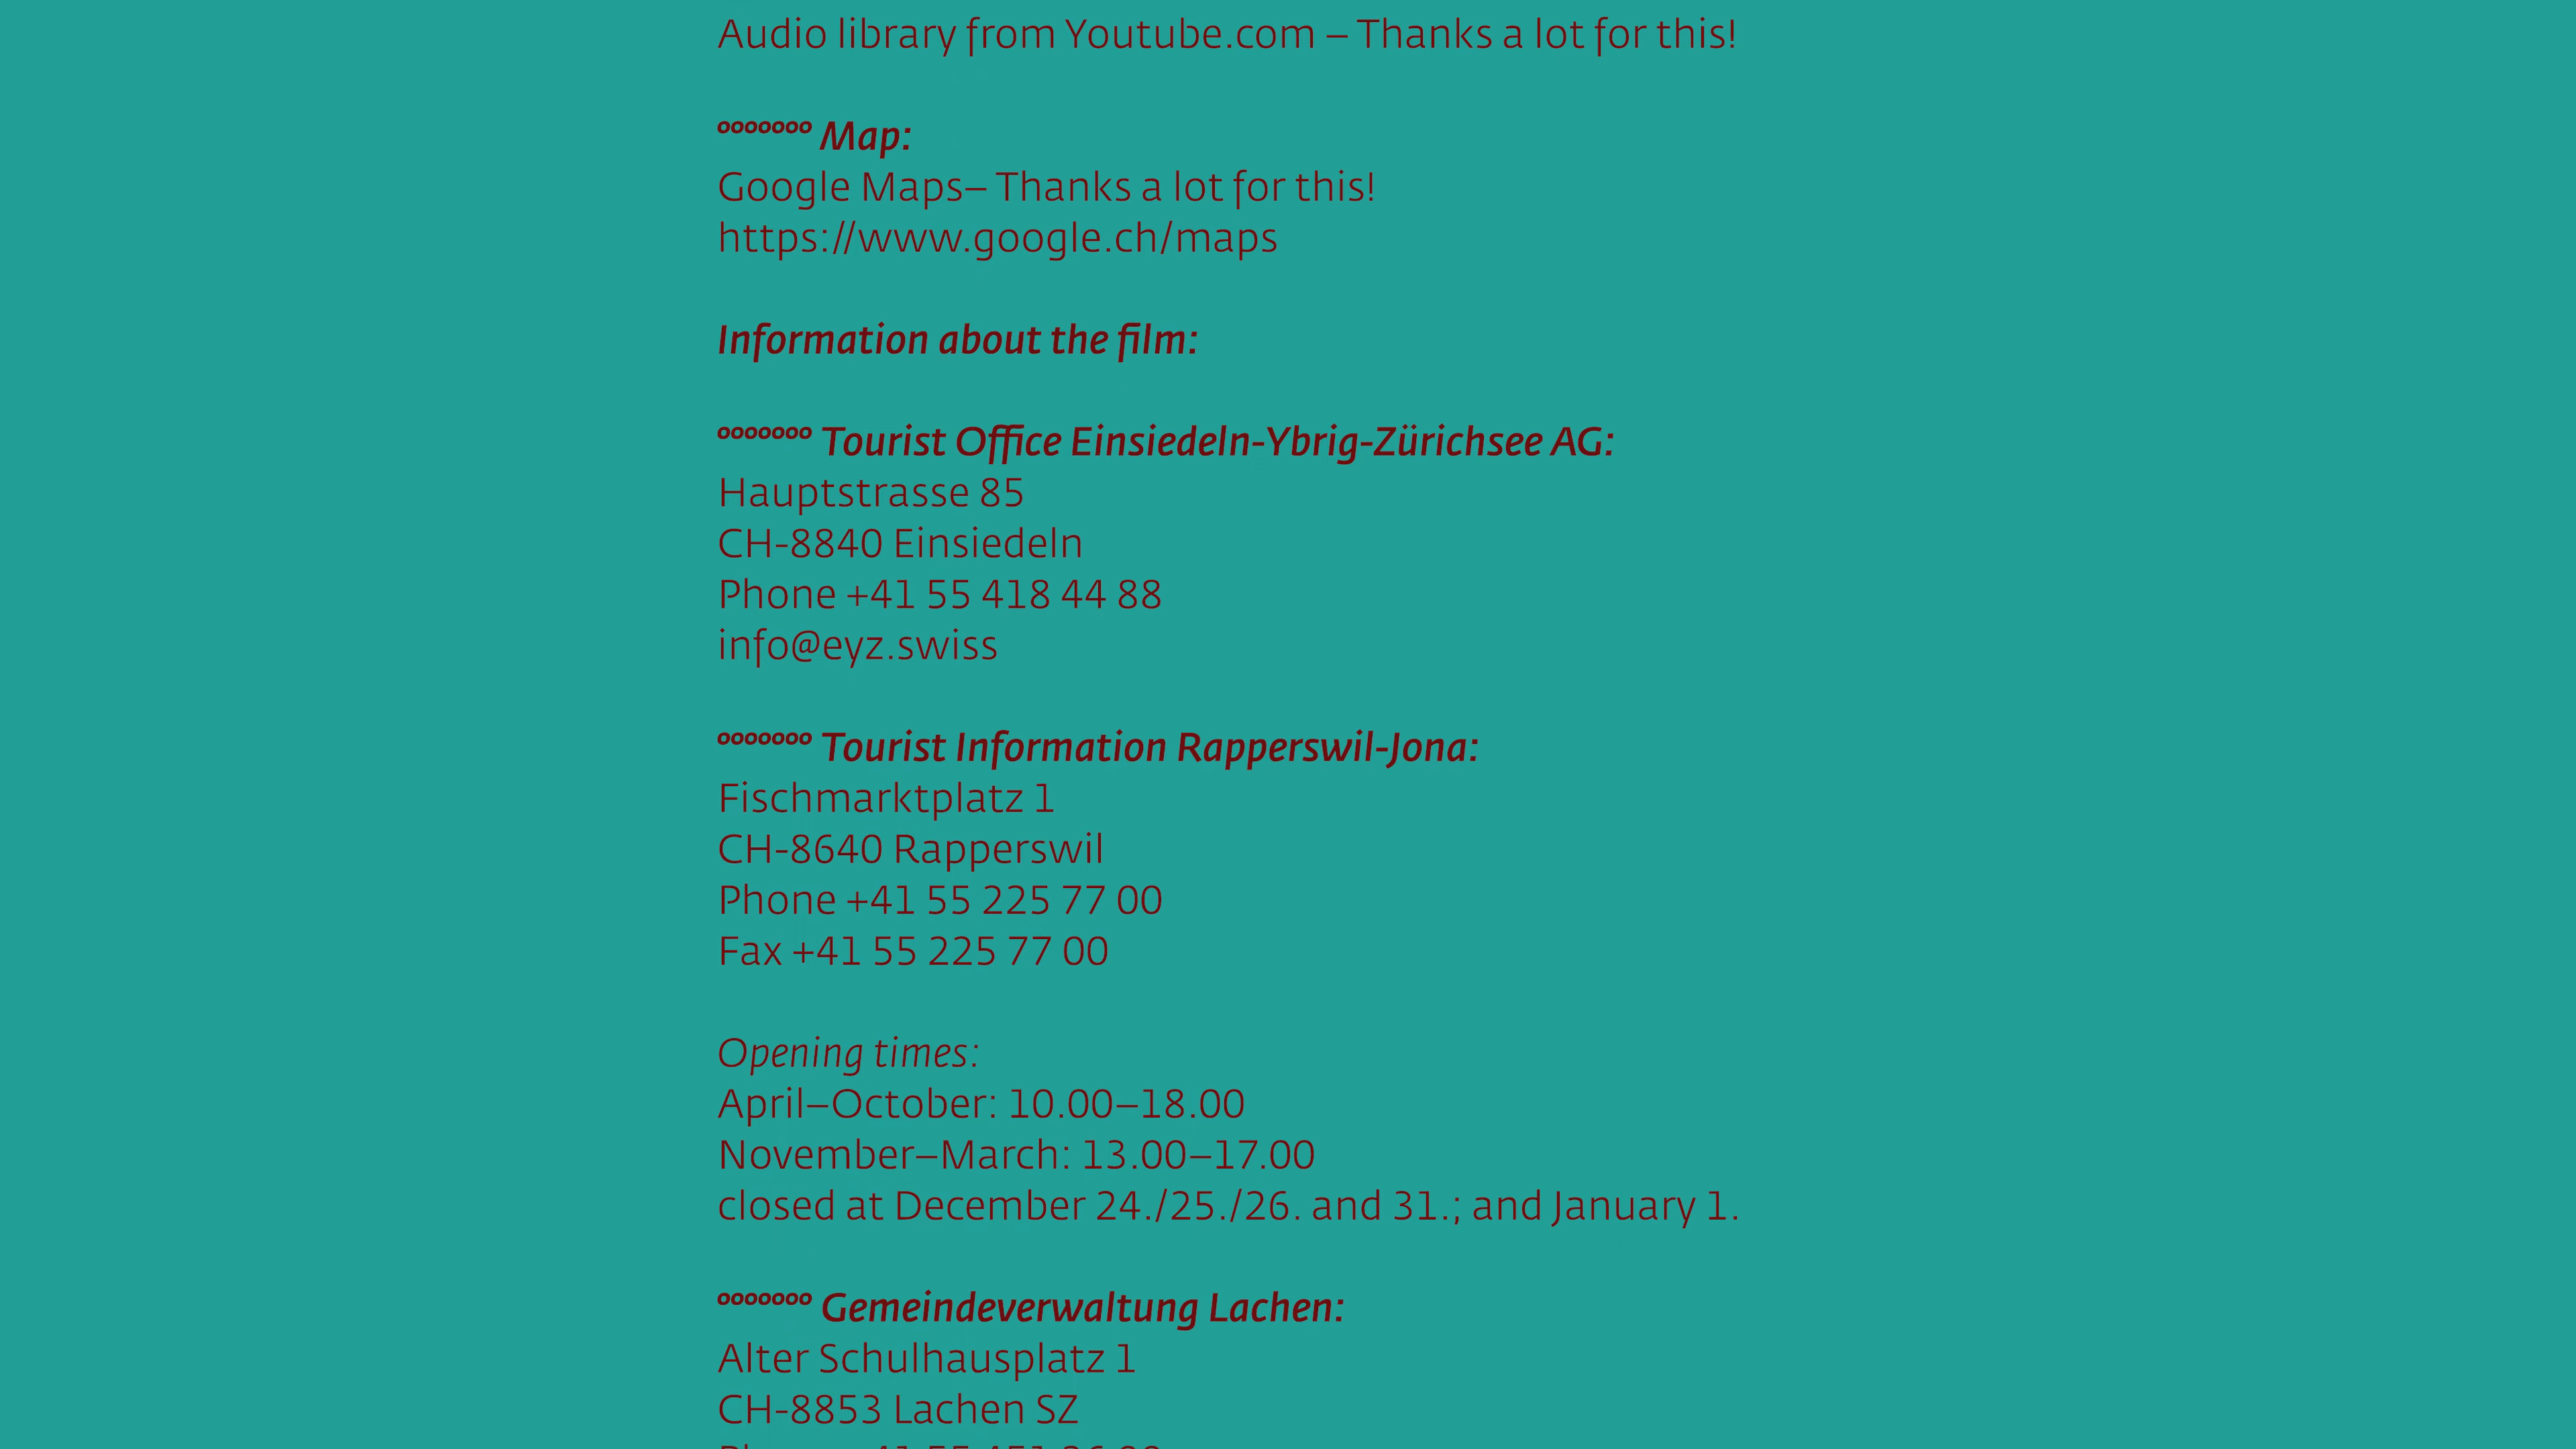 Audio library from Youtube.com – Thanks a lot for this!
ooooooo Map:
Google Maps– Thanks a lot for this!
https://www.google.ch/maps
Information about the film:
ooooooo Tourist Office Einsiedeln-Ybrig-Zürichsee AG:
Hauptstrasse 85
CH-8840 Einsiedeln
Phone +41 55 418 44 88
info@eyz.swiss
ooooooo Tourist Information Rapperswil-Jona:
Fischmarktplatz 1
CH-8640 Rapperswil
Phone +41 55 225 77 00
Fax +41 55 225 77 00
Opening times:
April–October: 10.00–18.00
November–March: 13.00–17.00
closed at December 24./25./26. and 31.; and January 1.
ooooooo Gemeindeverwaltung Lachen:
Alter Schulhausplatz 1
CH-8853 Lachen SZ